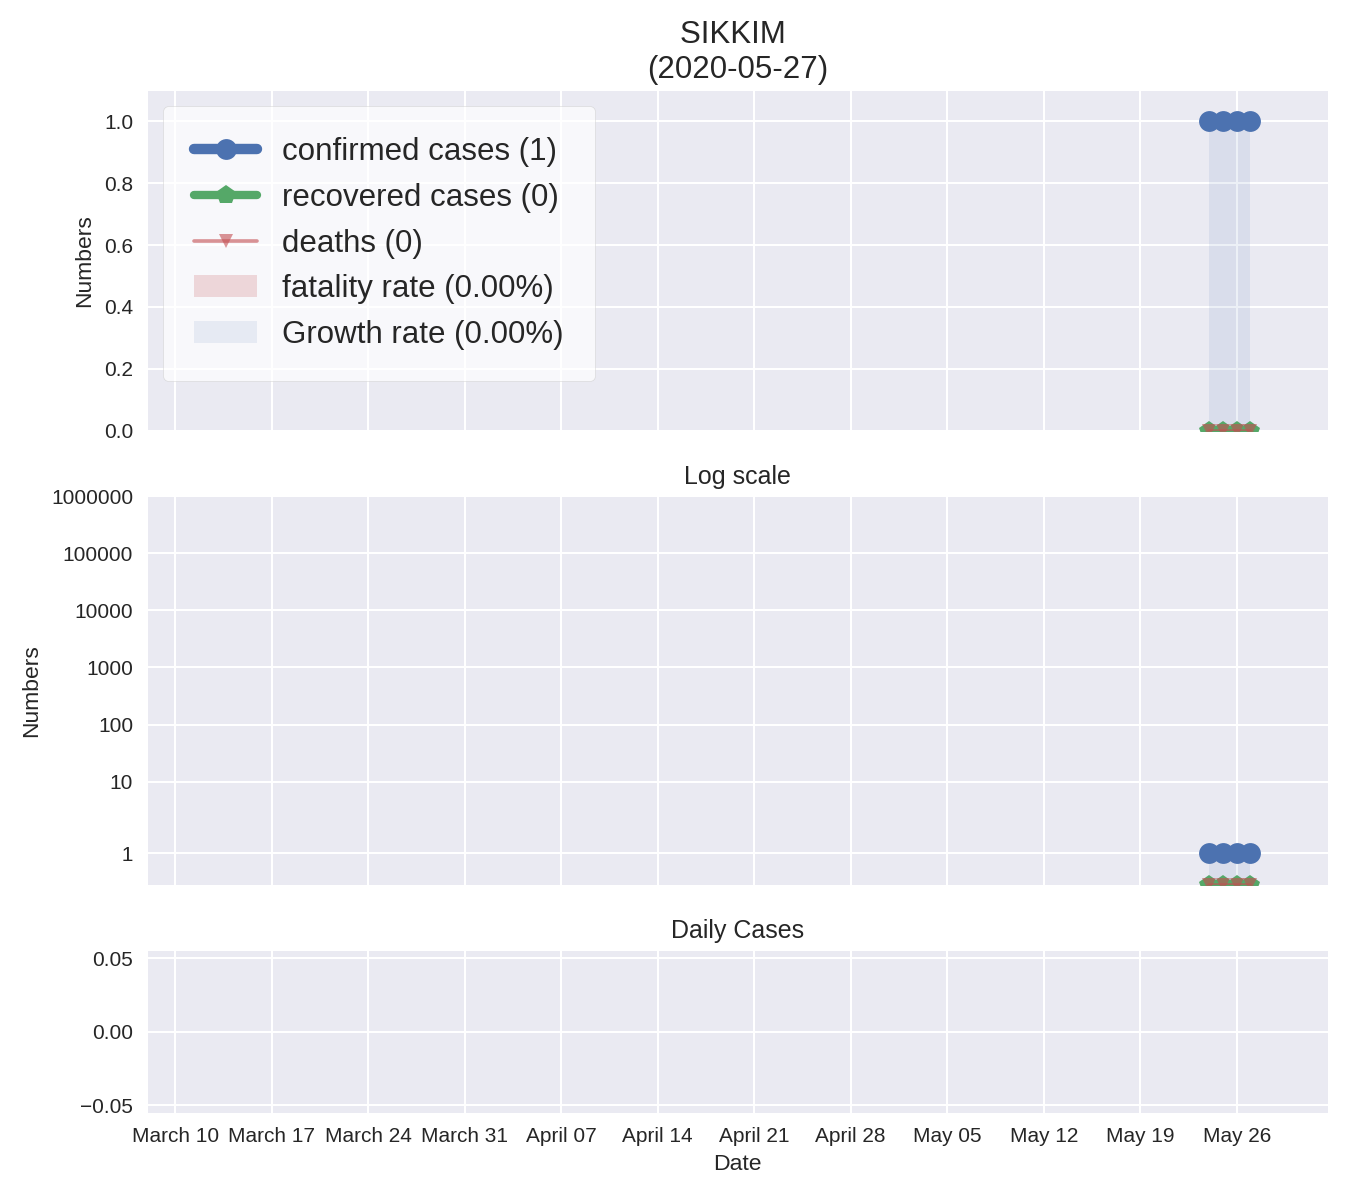 SIKKIM
(2020-05-27)
confirmed cases (1)
recovered cases (0)
deaths (0)
fatality rate (0.00%)
Growth rate (0.00%)
Numbers
1.0
0.8
0.6
0.4
0.2
0.0
Log scale
Numbers
1000000
100000
10000
1000
100
10
1
Daily Cases
0.05
0.00
−0.05
March 10 March 17 March 24 March 31 April 07 April 14 April 21 April 28 May 05 May 12 May 19 May 26
Date